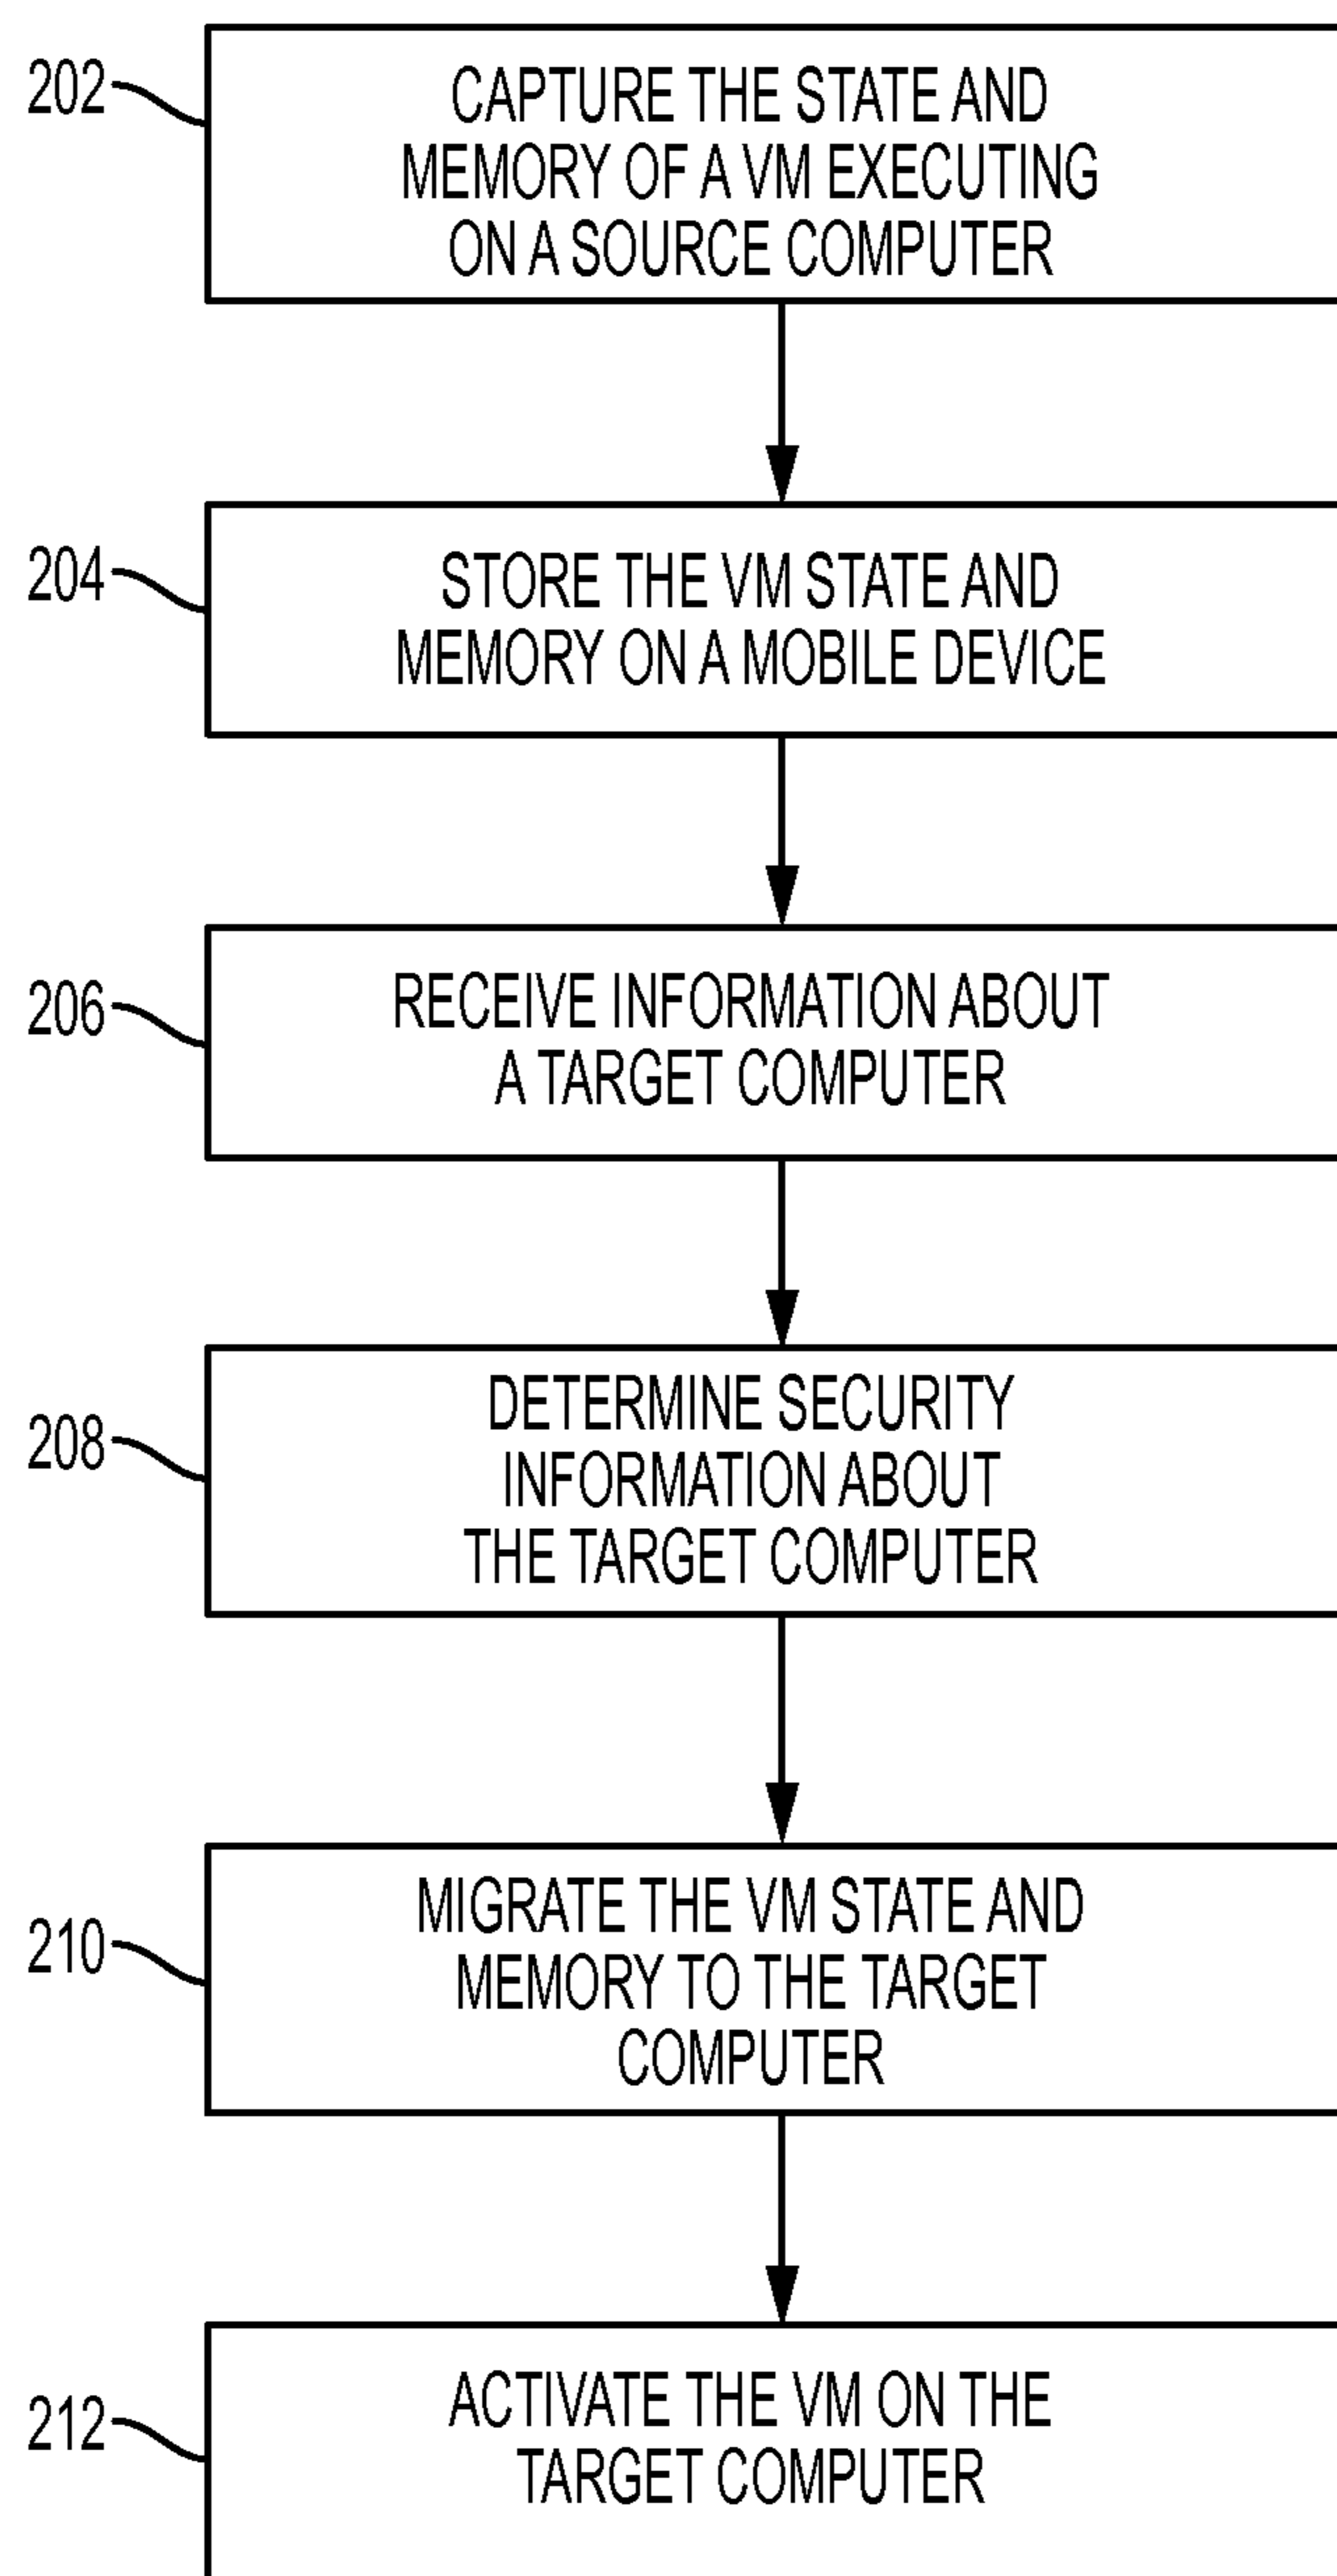 202
CAPTURE THE STATE AND
MEMORY OF A VM EXECUTING
ON A SOURCE COMPUTER
204
STORE THE VM STATE AND
MEMORY ON A MOBILE DEVICE
206
RECEIVE INFORMATION ABOUT
A TARGET COMPUTER
208
DETERMINE SECURITY
INFORMATION ABOUT
THE TARGET COMPUTER
210
MIGRATE THE VM STATE AND
MEMORY TO THE TARGET
COMPUTER
212
ACTIVATE THE VM ON THE
TARGET COMPUTER